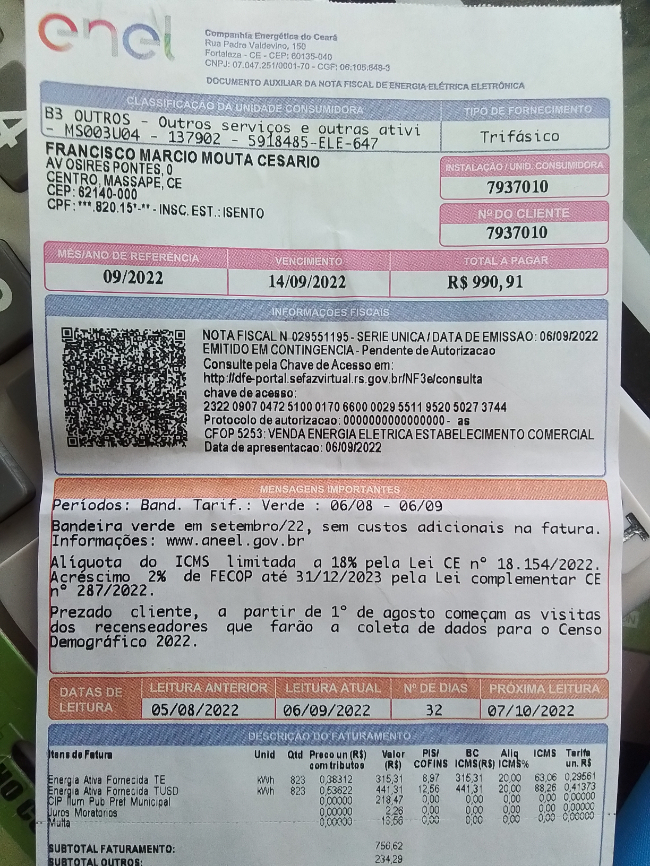 enel
Companhia Energética do Ceará
Rua Padre Valdevino, 150
Fortaleza - CE - CEP: 60135-040
CNPJ: 07.047.251/0001-70 - CGF: 06.105.848-3
DOCUMENTO AUXILIAR DA NOTA FISCAL DE ENERGIA ELÉTRICA ELETRÔNICA
CLASSIFICAÇÃO DA UNIDADE CONSUMIDORA
TIPO DE FORNECIMENTO
B3 OUTROS - Outros serviços e outras ativi
- MS003U04 - 137902 - 5918485-ELE-647
Trifásico
FRANCISCO MARCIO MOUTA CESARIO
AV OSIRES PONTES, 0
CENTRO, MASSAPE, CE
CEP: 62140-000
CPF: ***.820.15*-** - INSC. EST.: ISENTO
INSTALAÇÃO / UNID. CONSUMIDORA
7937010
Nº DO CLIENTE
7937010
MÊS/ANO DE REFERÊNCIA VENCIMENTO TOTAL A PAGAR
09/2022 14/09/2022 R$ 990,91
INFORMAÇÕES FISCAIS
NOTA FISCAL N 029551195 - SERIE UNICA / DATA DE EMISSAO: 06/09/2022
EMITIDO EM CONTINGENCIA - Pendente de Autorizacao
Consulte pela Chave de Acesso em:
http://dfe-portal.sefazvirtual.rs.gov.br/NF3e/consulta
chave de acesso:
2322 0907 0472 5100 0170 6600 0029 5511 9520 5027 3744
Protocolo de autorizacao: 0000000000000000 - as
CFOP 5253: VENDA ENERGIA ELETRICA ESTABELECIMENTO COMERCIAL
Data de apresentacao: 06/09/2022
MENSAGENS IMPORTANTES
Períodos: Band. Tarif.: Verde : 06/08 - 06/09
Bandeira verde em setembro/22, sem custos adicionais na fatura.
Informações: www.aneel.gov.br
Alíquota do ICMS limitada a 18% pela Lei CE nº 18.154/2022.
Acréscimo 2% de FECOP até 31/12/2023 pela Lei complementar CE
nº 287/2022.
Prezado cliente, a partir de 1º de agosto começam as visitas
dos recenseadores que farão a coleta de dados para o Censo
Demográfico 2022.
DATAS DE LEITURA
LEITURA ANTERIOR LEITURA ATUAL Nº DE DIAS PRÓXIMA LEITURA
05/08/2022 06/09/2022 32 07/10/2022
DESCRIÇÃO DO FATURAMENTO
Itens de Fatura Unid Qtd Preco un (R$) com tributos Valor (R$) PIS/ COFINS BC ICMS(R$) Aliq ICMS% ICMS Tarifa un. R$
Energia Ativa Fornecida TE kWh 823 0,38312 315,31 8,97 315,31 20,00 63,06 0,29561
Energia Ativa Fornecida TUSD kWh 823 0,53622 441,31 12,56 441,31 20,00 88,26 0,41373
CIP Ilum Pub Pref Municipal 0,00000 218,47 0,00 0,00 0,00 0,00 0,00000
Juros Moratorios 0,00000 2,26 0,00 0,00 0,00 0,00 0,00000
Multa 0,00000 13,56 0,00 0,00 0,00 0,00 0,00000
SUBTOTAL FATURAMENTO: 756,62
SUBTOTAL OUTROS: 234,29